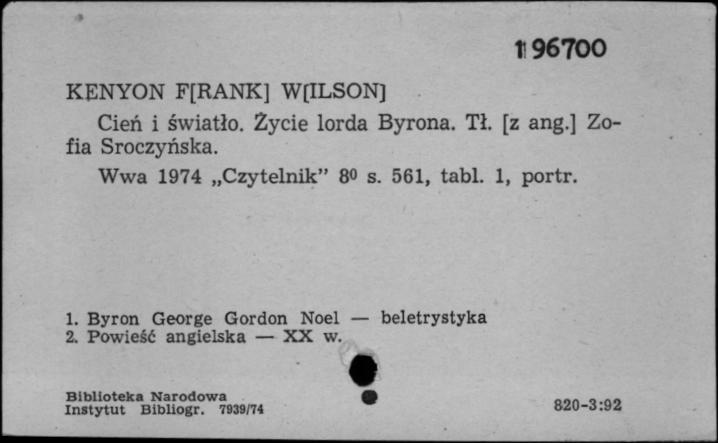 196700
KENYON F[RANK] W[ILSON]
Cień i światło. Życie lorda Byrona. Tł. [z ang.] Zo-
fia Sroczyńska.
Wwa 1974 „Czytelnik” 8⁰ s. 561, tabl. 1, portr.
1. Byron George Gordon Noel — beletrystyka
2. Powieść angielska — XX w.
Biblioteka Narodowa
Instytut Bibliogr. 7939/74
820-3:92